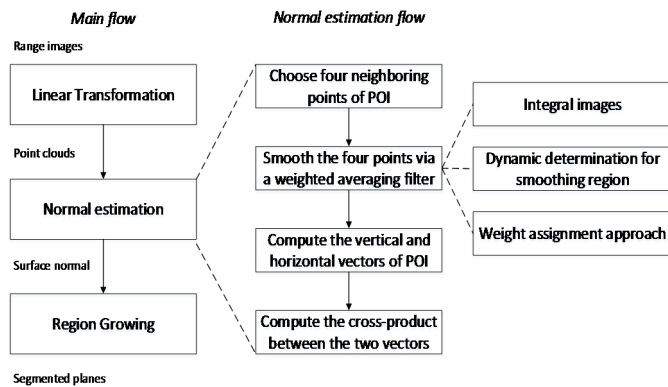 Main flow
Range images
Linear Transformation
Point clouds
Normal estimation
Surface normal
Region Growing
Segmented planes
Normal estimation flow
Choose four neighboring
points of POI
Smooth the four points via
a weighted averaging filter
Compute the vertical and
horizontal vectors of POI
Compute the cross-product
between the two vectors
Integral images
Dynamic determination for
smoothing region
Weight assignment approach